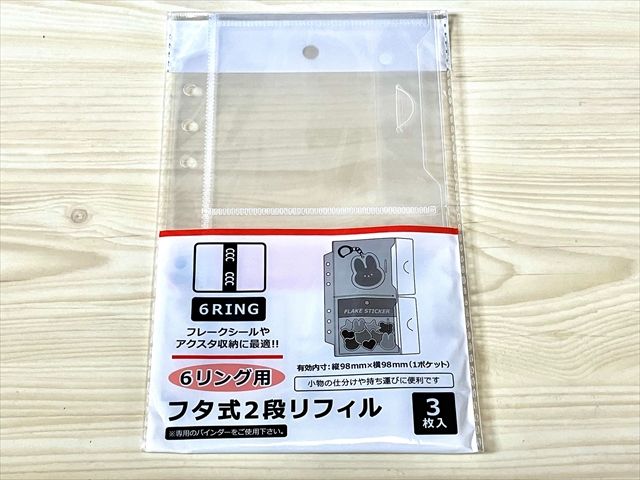 6RING
フレークシールや
アクスタ収納に最適!!
FLAKE STICKER
有効内寸:縦98mm×横98mm(1ポケット)
小物の仕分けや持ち運びに便利です
6リング用
フタ式2段リフィル
※専用のバインダーをご使用下さい。
3
枚入